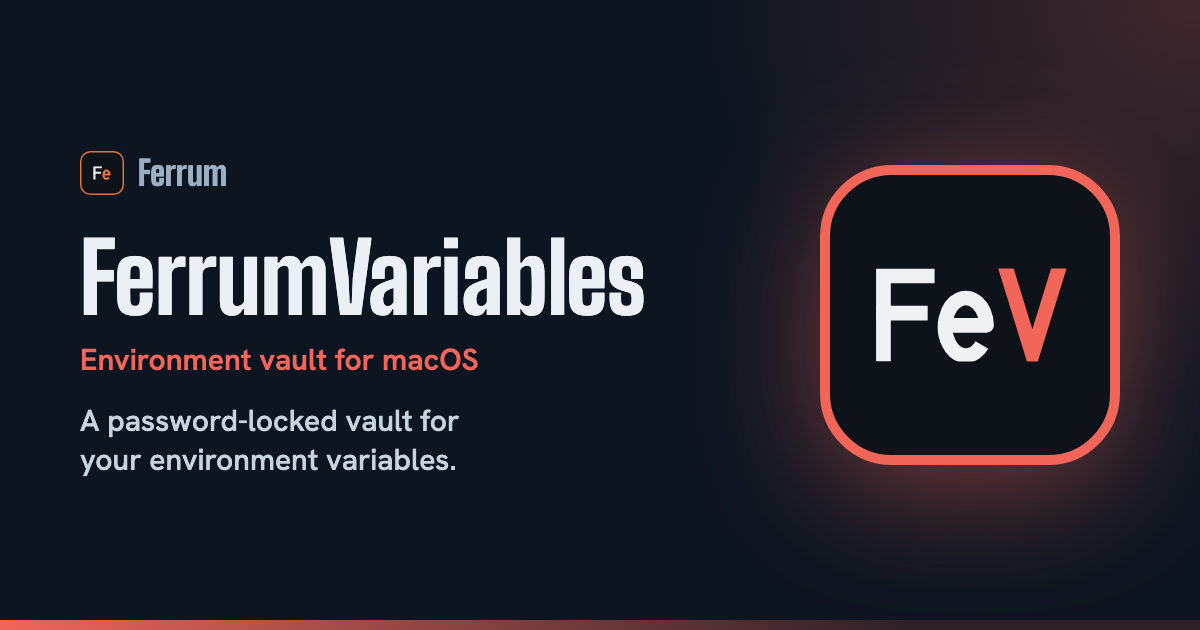 Fe Ferrum
FerrumVariables
Environment vault for macOS
A password-locked vault for
your environment variables.
FeV